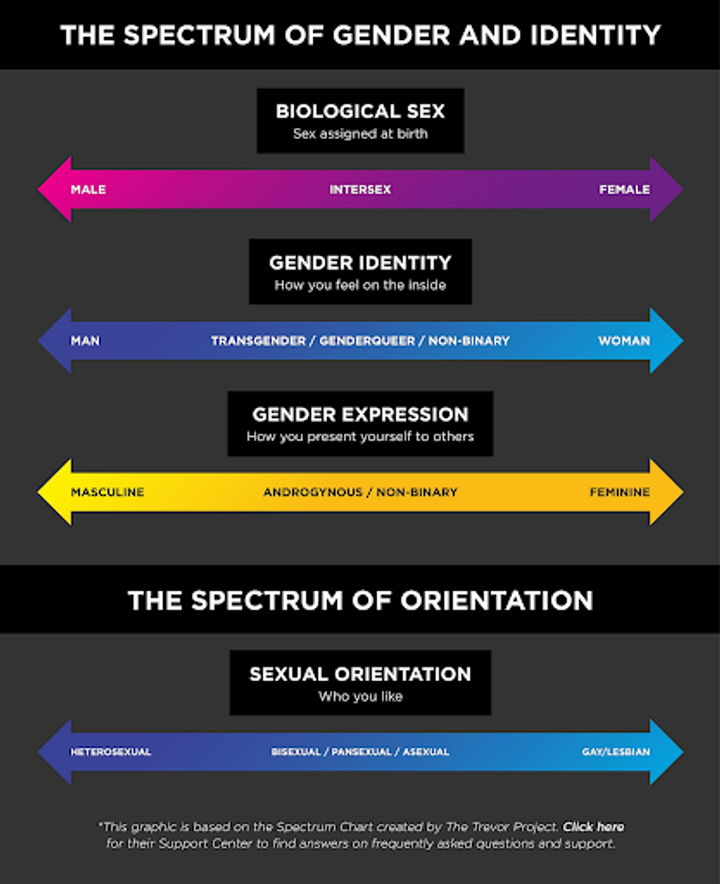 THE SPECTRUM OF GENDER AND IDENTITY
BIOLOGICAL SEX
Sex assigned at birth
MALE INTERSEX FEMALE
GENDER IDENTITY
How you feel on the inside
MAN TRANSGENDER / GENDERQUEER / NON-BINARY WOMAN
GENDER EXPRESSION
How you present yourself to others
MASCULINE ANDROGYNOUS / NON-BINARY FEMININE
THE SPECTRUM OF ORIENTATION
SEXUAL ORIENTATION
Who you like
HETEROSEXUAL BISEXUAL / PANSEXUAL / ASEXUAL GAY/LESBIAN
*This graphic is based on the Spectrum Chart created by The Trevor Project. Click here
for their Support Center to find answers on frequently asked questions and support.